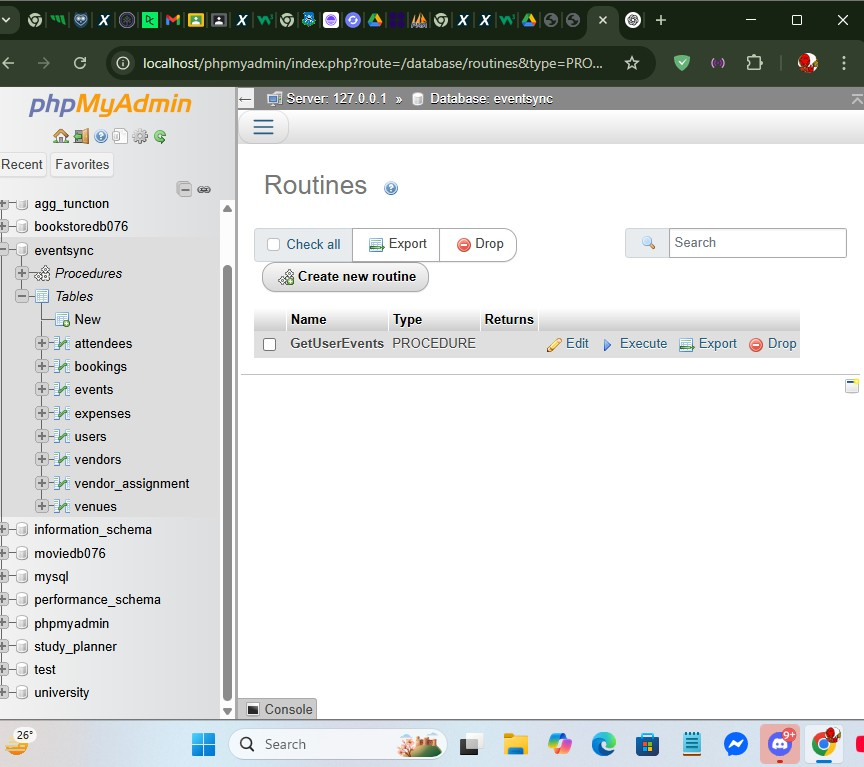 localhost/phpmyadmin/index.php?route=/database/routines&type=PRO...
phpMyAdmin
Recent Favorites
agg_function
bookstoredb076
eventsync
Procedures
Tables
New
attendees
bookings
events
expenses
users
vendors
vendor_assignment
venues
information_schema
moviedb076
mysql
performance_schema
phpmyadmin
study_planner
test
university
Server: 127.0.0.1 » Database: eventsync
Routines
Check all Export Drop
Search
Create new routine
Name Type Returns
GetUserEvents PROCEDURE Edit Execute Export Drop
Console
26°
Search
9+